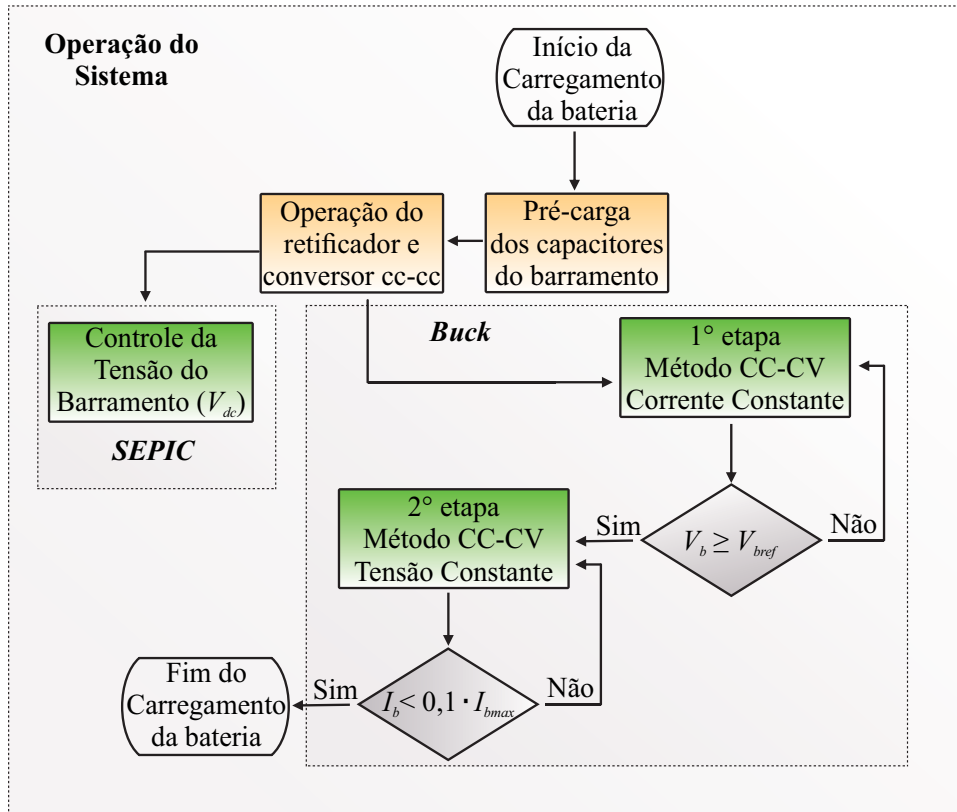 Operação do
Sistema
Início da
Carregamento
da bateria
Operação do
retificador e
conversor cc-cc
Pré-carga
dos capacitores
do barramento
Controle da
Tensão do
Barramento (V_dc)
SEPIC
Buck
1° etapa
Método CC-CV
Corrente Constante
V_b ≥ V_bref
Sim
Não
2° etapa
Método CC-CV
Tensão Constante
I_b < 0,1 · I_bmax
Sim
Não
Fim do
Carregamento
da bateria